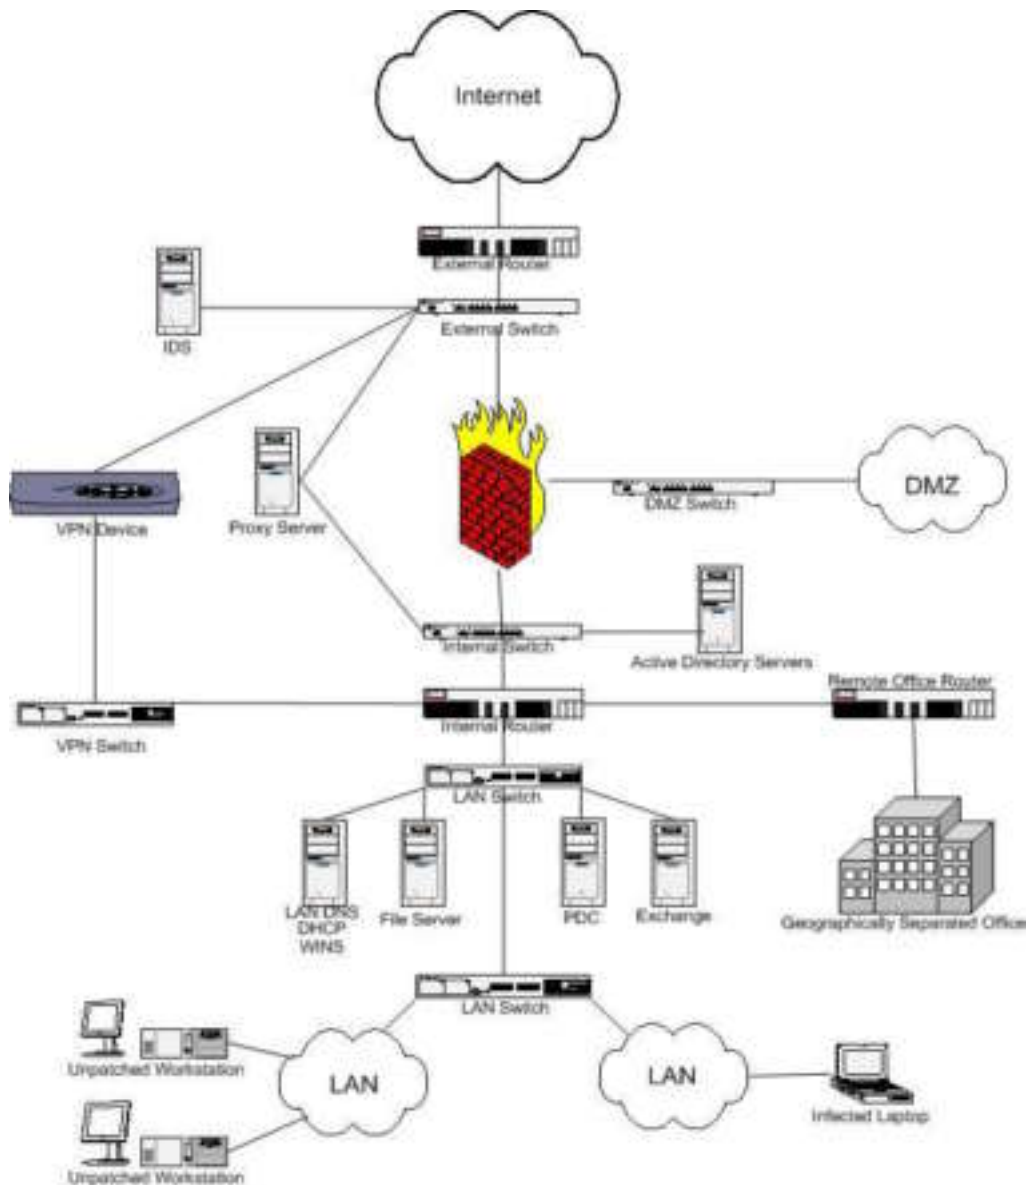 Internet
External Router
External Switch
IDS
VPN Device
Proxy Server
DMZ Switch
DMZ
Internal Switch
Active Directory Servers
Remote Office Router
VPN Switch
Internal Router
LAN Switch
LAN DNS
DHCP
WINS
File Server
PDC
Exchange
Geographically Separated Office
LAN Switch
Unpatched Workstation
LAN
LAN
Infected Laptop
Unpatched Workstation